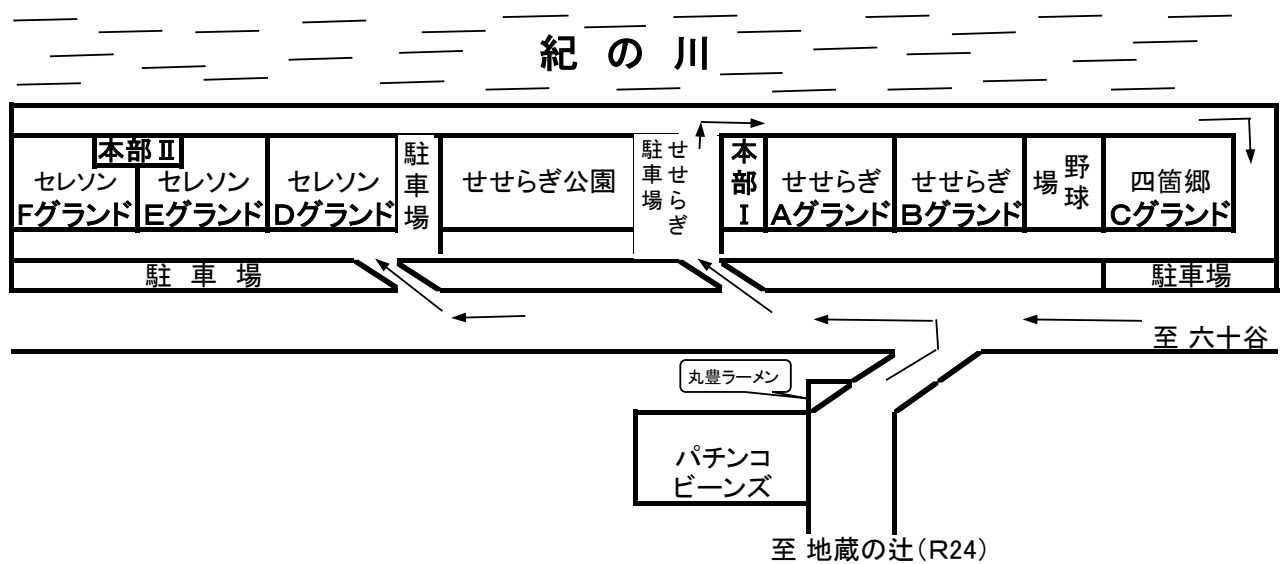 紀の川
本部Ⅱ
セレソン
Fグランド
セレソン
Eグランド
セレソン
Dグランド
駐車場
せせらぎ公園
せせらぎ
駐車場
本部Ⅰ
せせらぎ
Aグランド
せせらぎ
Bグランド
野球
場
四箇郷
Cグランド
駐車場
駐車場
至 六十谷
丸豊ラーメン
パチンコ
ビーンズ
至 地蔵の辻(R24)